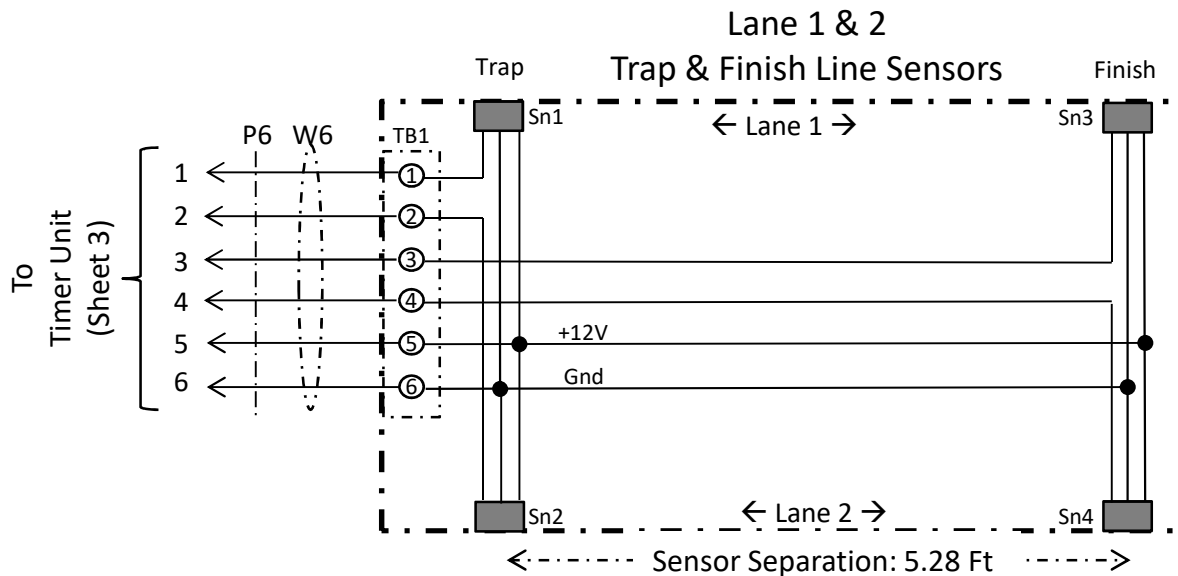 Lane 1 & 2
Trap & Finish Line Sensors
Trap
Finish
Sn1
Sn3
← Lane 1 →
P6
W6
TB1
To
Timer Unit
(Sheet 3)
1
1
2
2
3
3
4
4
5
5
+12V
6
6
Gnd
Sn2
← Lane 2 →
Sn4
Sensor Separation: 5.28 Ft